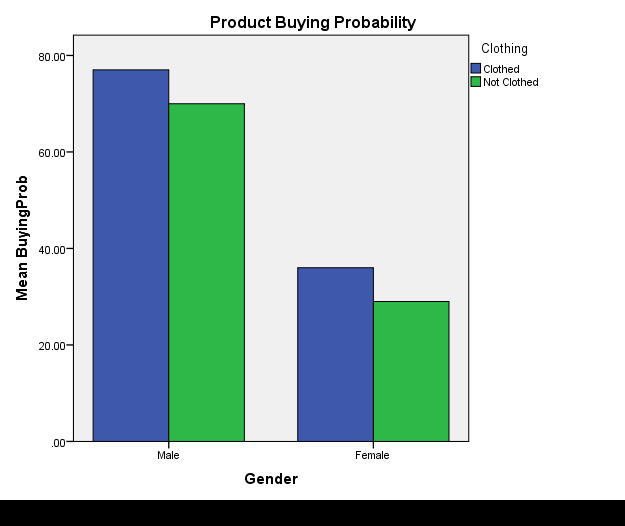 Product Buying Probability
Clothing
Clothed
Not Clothed
Mean BuyingProb
80.00
60.00
40.00
20.00
.00
Male Female
Gender